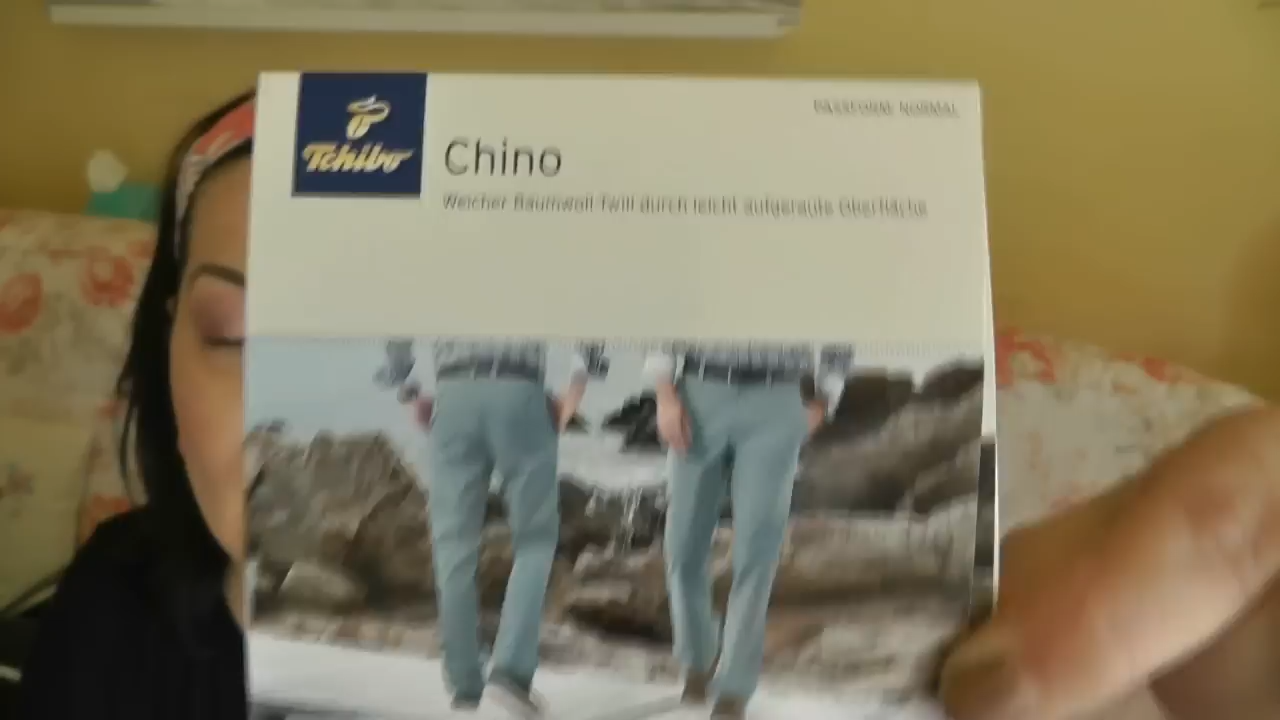 PASSFORM: NORMAL
Tchibo
Chino
Weicher Baumwoll-Twill durch leicht aufgeraute Oberfläche